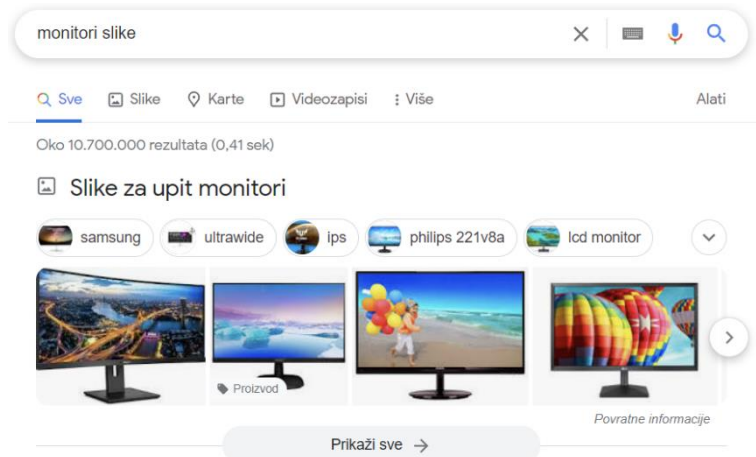 monitori slike
Sve Slike Karte Videozapisi Više Alati
Oko 10.700.000 rezultata (0,41 sek)
Slike za upit monitori
samsung ultrawide ips philips 221v8a lcd monitor
Proizvod
Povratne informacije
Prikaži sve →